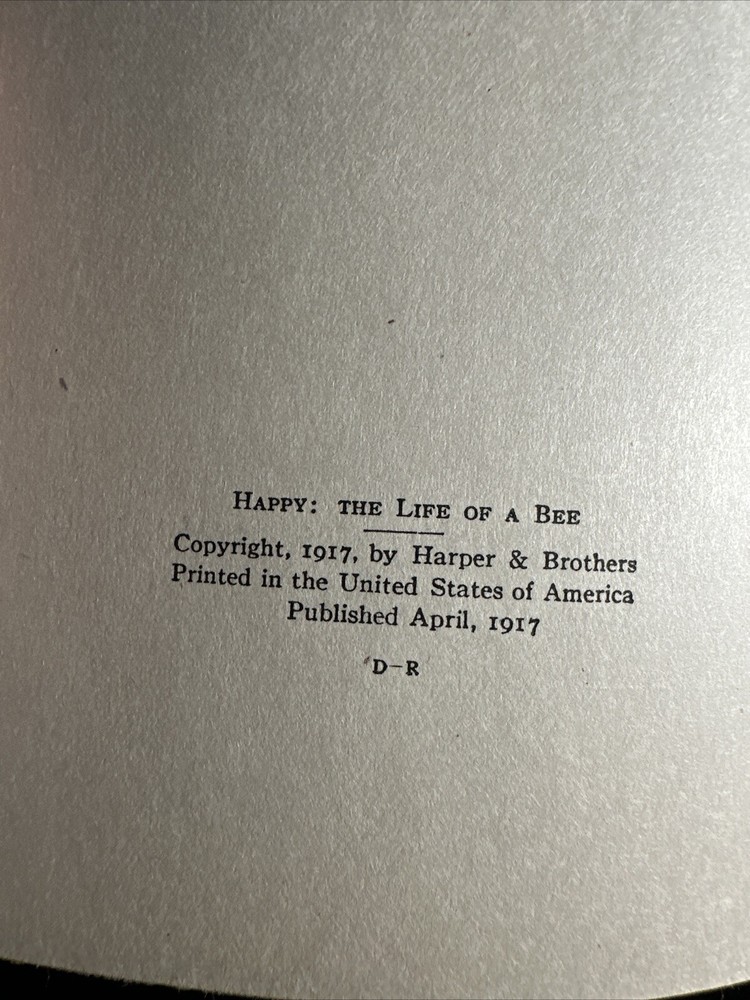 Happy: the Life of a Bee
Copyright, 1917, by Harper & Brothers
Printed in the United States of America
Published April, 1917
D–R